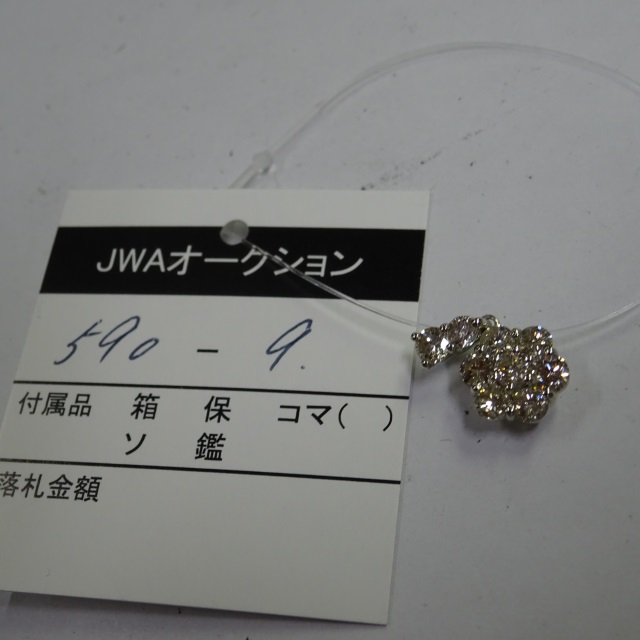 JWAオークション
590 - 9.
付属品 箱 保 コマ( )
ソ 鑑
落札金額